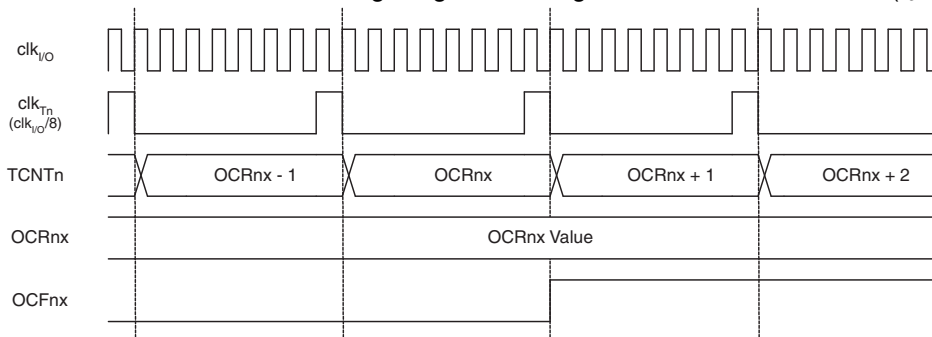 clkI/O
clkTn
(clkI/O/8)
TCNTn OCRnx - 1 OCRnx OCRnx + 1 OCRnx + 2
OCRnx OCRnx Value
OCFnx